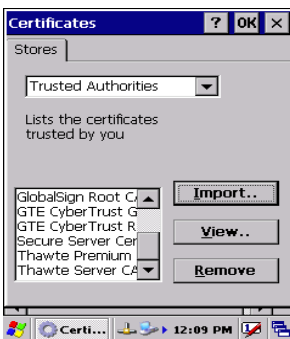 Certificates ? OK ×
Stores
Trusted Authorities
Lists the certificates
trusted by you
GlobalSign Root CA
GTE CyberTrust G
GTE CyberTrust R
Secure Server Cer
Thawte Premium
Thawte Server CA
Import..
View..
Remove
Certi... 12:09 PM